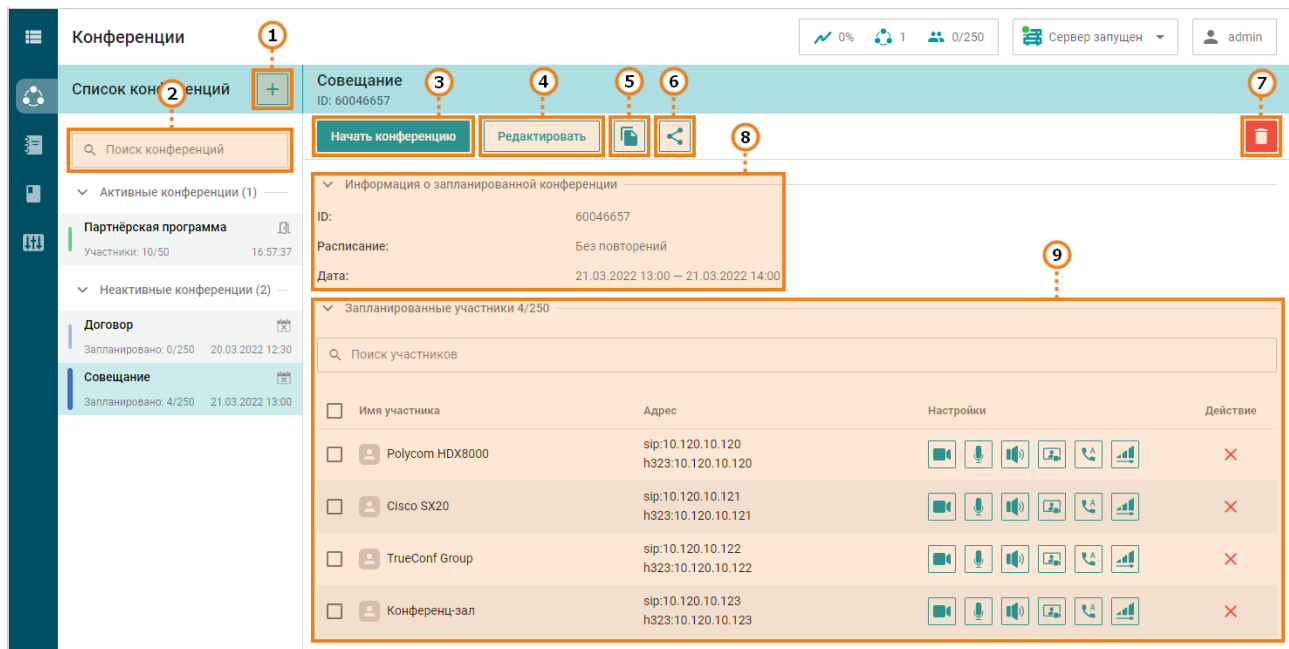 Конференции
1
0%
1
0/250
Сервер запущен
admin
Список конференций
2
+
Совещание
ID: 60046657
3
4
5
6
7
Поиск конференций
Начать конференцию
Редактировать
8
Активные конференции (1)
Партнёрская программа
Участники: 10/50
16:57:37
Неактивные конференции (2)
Договор
Запланировано: 0/250
20.03.2022 12:30
Совещание
Запланировано: 4/250
21.03.2022 13:00
Информация о запланированной конференции
ID:
60046657
Расписание:
Без повторений
Дата:
21.03.2022 13:00 — 21.03.2022 14:00
9
Запланированные участники 4/250
Поиск участников
Имя участника
Адрес
Настройки
Действие
Polycom HDX8000
sip:10.120.10.120
h323:10.120.10.120
Cisco SX20
sip:10.120.10.121
h323:10.120.10.121
TrueConf Group
sip:10.120.10.122
h323:10.120.10.122
Конференц-зал
sip:10.120.10.123
h323:10.120.10.123